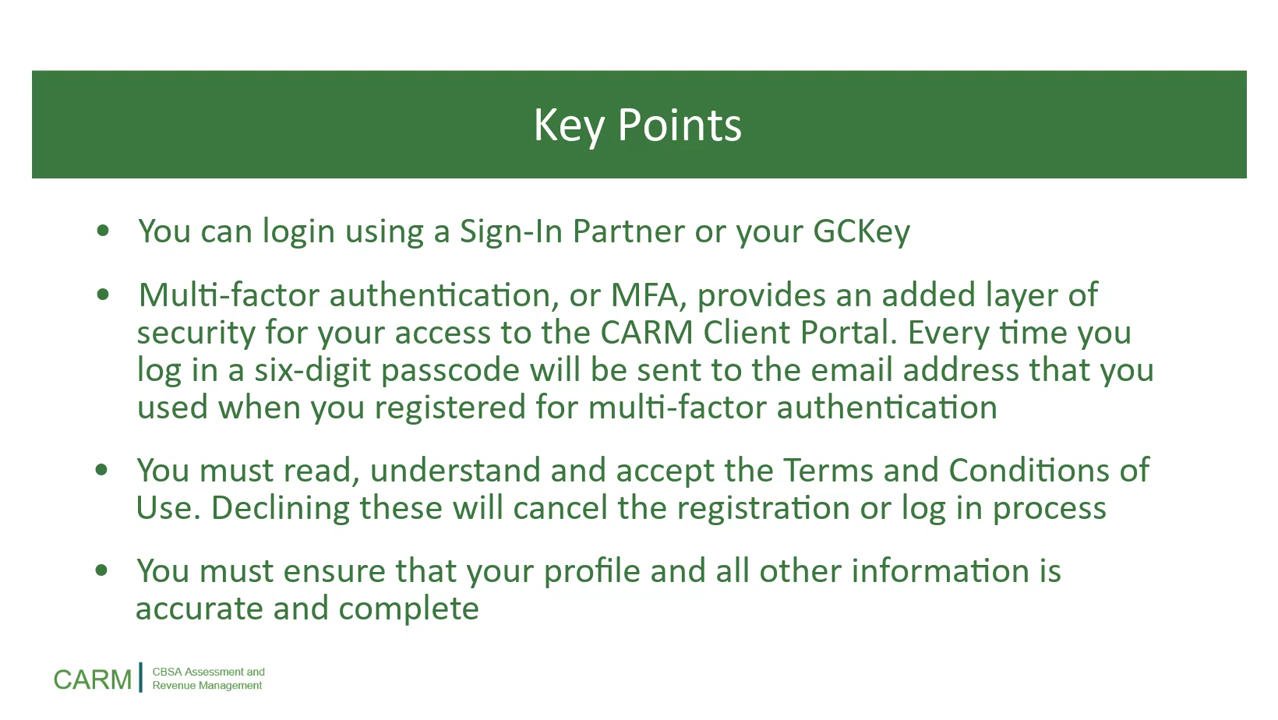 Key Points
• You can login using a Sign-In Partner or your GCKey
• Multi-factor authentication, or MFA, provides an added layer of
security for your access to the CARM Client Portal. Every time you
log in a six-digit passcode will be sent to the email address that you
used when you registered for multi-factor authentication
• You must read, understand and accept the Terms and Conditions of
Use. Declining these will cancel the registration or log in process
• You must ensure that your profile and all other information is
accurate and complete
CARM
CBSA Assessment and
Revenue Management